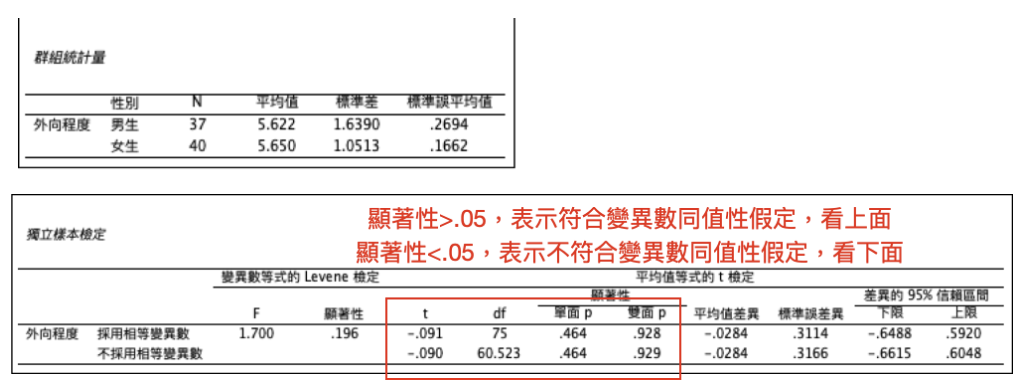 群組統計量
性別 N 平均值 標準差 標準誤平均值
外向程度 男生 37 5.622 1.6390 .2694
女生 40 5.650 1.0513 .1662
顯著性>.05，表示符合變異數同值性假定，看上面
獨立樣本檢定
顯著性<.05，表示不符合變異數同值性假定，看下面
變異數等式的 Levene 檢定 平均值等式的 t 檢定
顯著性 差異的 95% 信賴區間
F 顯著性 t df 單面 p 雙面 p 平均值差異 標準誤差異 下限 上限
外向程度 採用相等變異數 1.700 .196 -.091 75 .464 .928 -.0284 .3114 -.6488 .5920
不採用相等變異數 -.090 60.523 .464 .929 -.0284 .3166 -.6615 .6048